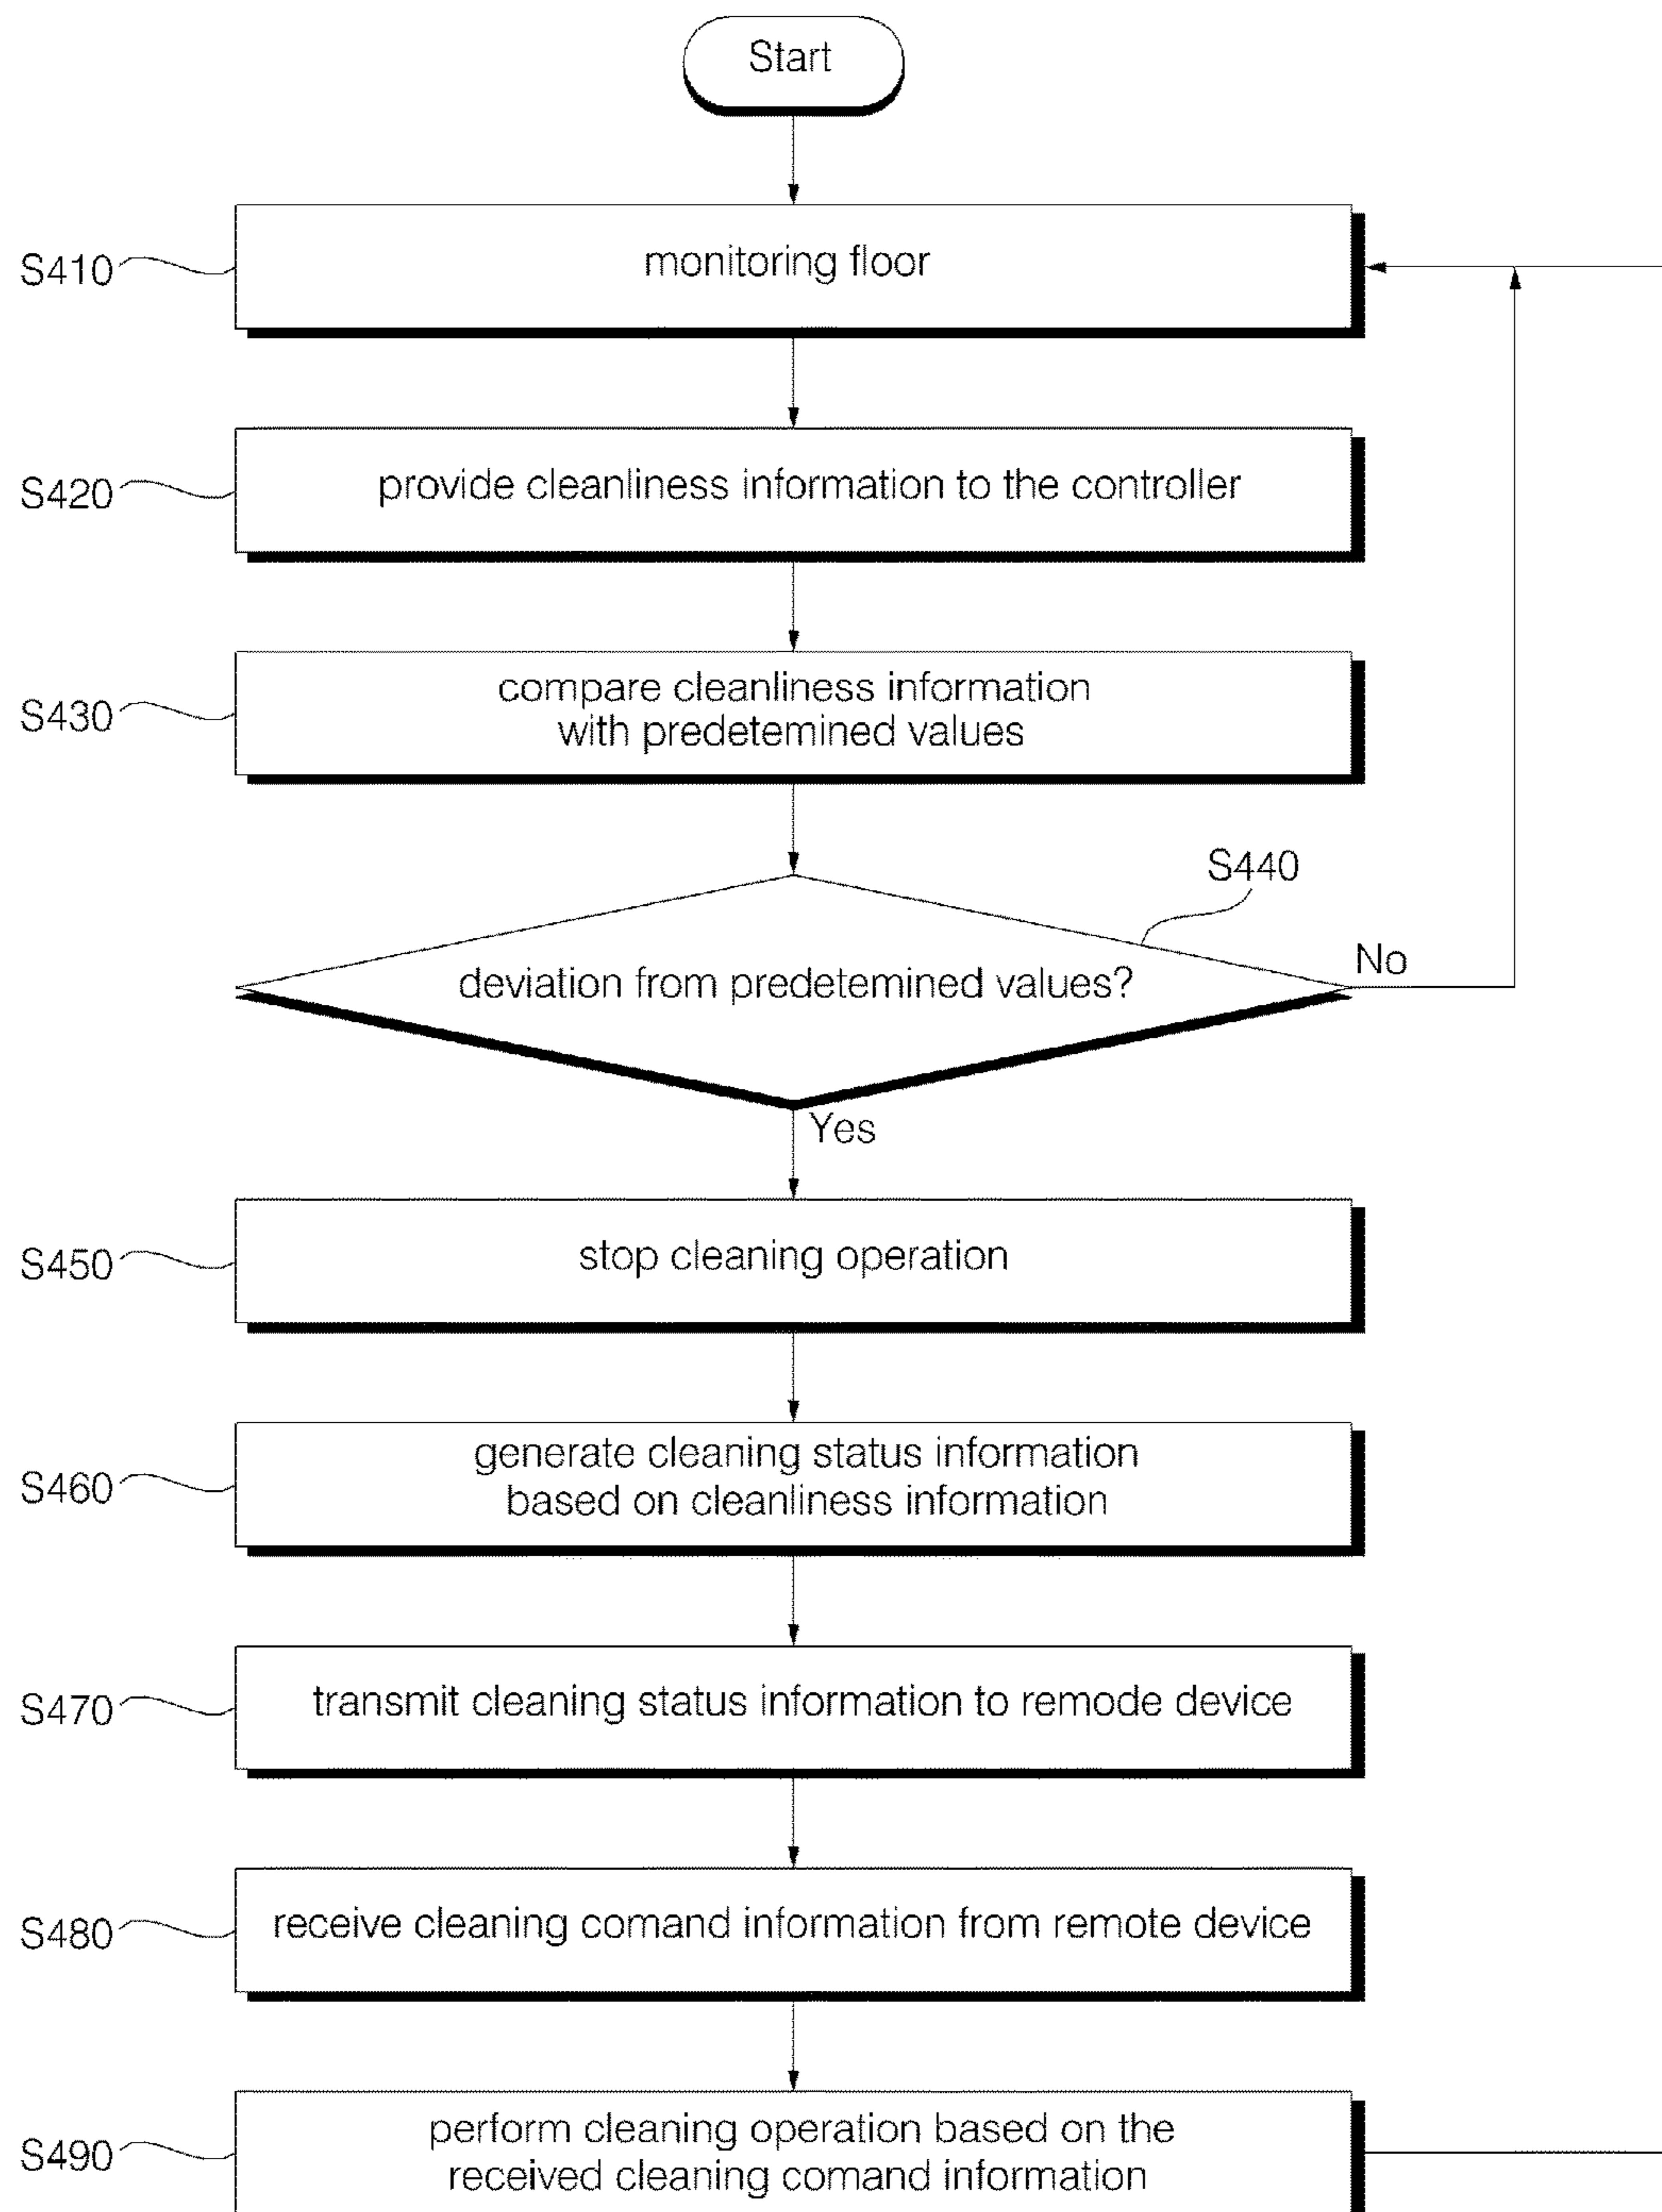 Start
S410
monitoring floor
S420
provide cleanliness information to the controller
S430
compare cleanliness information
with predetemined values
S440
deviation from predetemined values?
No
Yes
S450
stop cleaning operation
S460
generate cleaning status information
based on cleanliness information
S470
transmit cleaning status information to remode device
S480
receive cleaning comand information from remote device
S490
perform cleaning operation based on the
received cleaning comand information